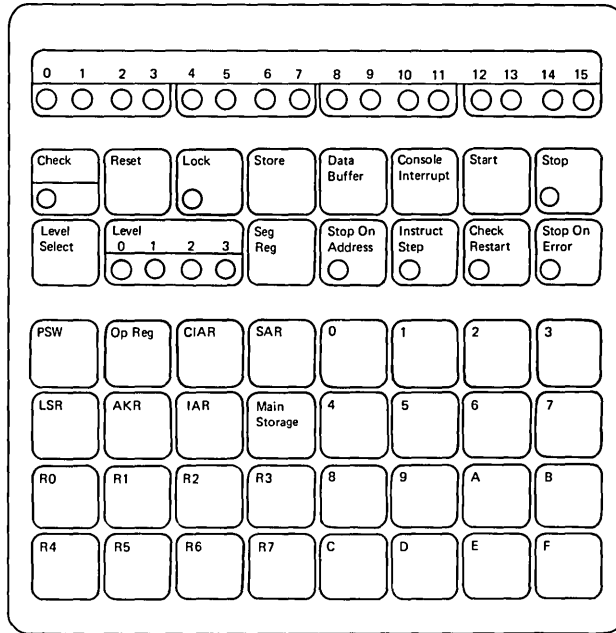 0 1 2 3 4 5 6 7 8 9 10 11 12 13 14 15
Check Reset Lock Store Data Buffer Console Interrupt Start Stop
Level Select Level 0 1 2 3 Seg Reg Stop On Address Instruct Step Check Restart Stop On Error
PSW Op Reg CIAR SAR 0 1 2 3
LSR AKR IAR Main Storage 4 5 6 7
R0 R1 R2 R3 8 9 A B
R4 R5 R6 R7 C D E F